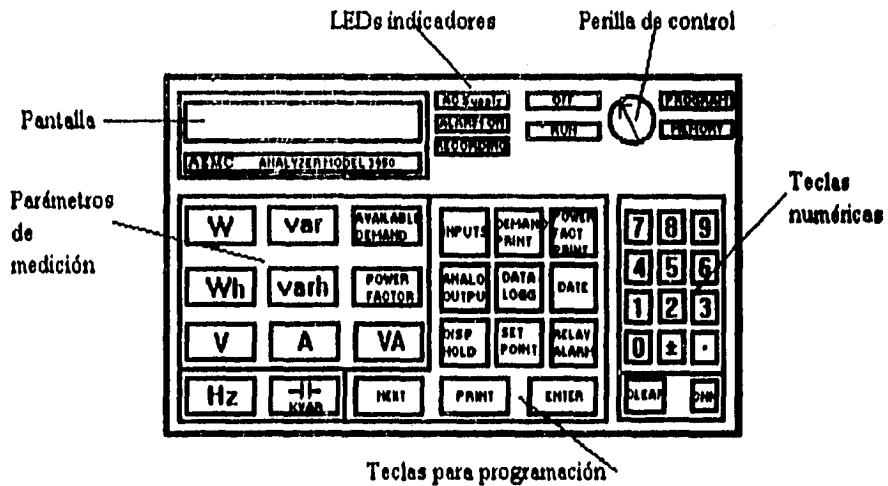 LEDs indicadores
Perilla de control
Pantalla
AC Supply
ALARM ON
RECORDING
OFF
RUN
PROGRAM
MEMORY
AEMC ANALYZER MODEL 3950
Parámetros
de
medición
Teclas
numéricas
W
var
AVAILABLE
DEMAND
Wh
varh
POWER
FACTOR
V
A
VA
Hz
KVAR
INPUTS
DEMAND
PRINT
POWER
FACT
PRINT
ANALO
OUTPU
DATA
LOGG
DATE
DISP
HOLD
SET
POINT
RELAY
ALARM
NEXT
PRINT
ENTER
7 8 9
4 5 6
1 2 3
0 ± .
CLEAR
Teclas para programación